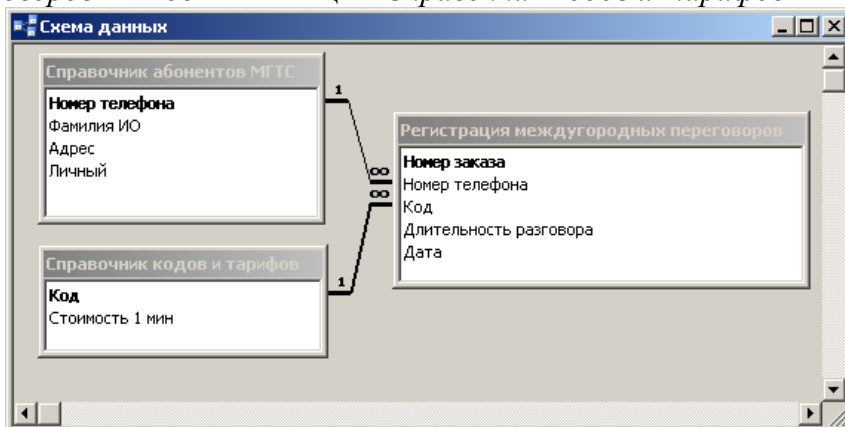 Схема данных
Справочник абонентов МГТС
Номер телефона
Фамилия ИО
Адрес
Личный
1
∞
Регистрация междугородных переговоров
Номер заказа
Номер телефона
Код
Длительность разговора
Дата
∞
Справочник кодов и тарифов
Код
Стоимость 1 мин
1